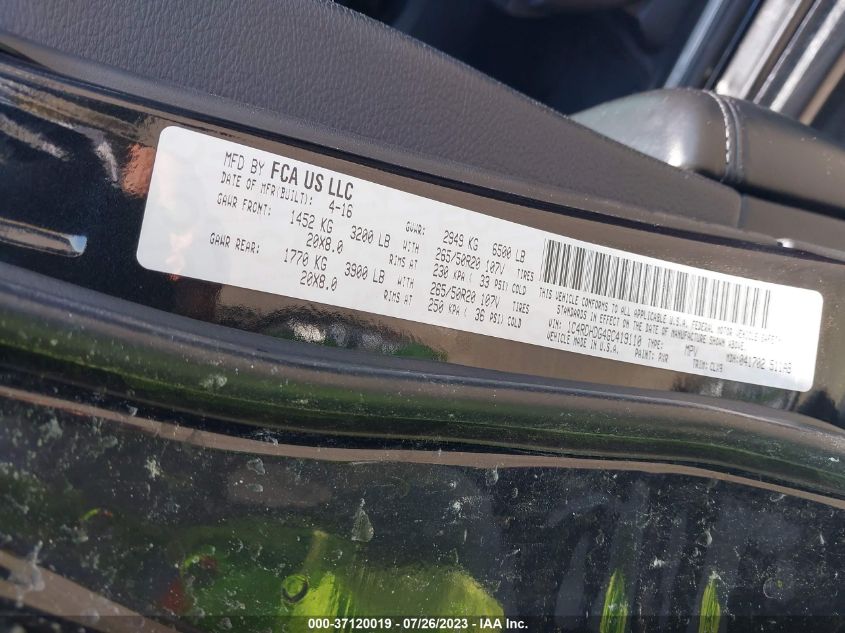 MFD BY FCA US LLC
DATE OF MFR(BUILT): 4-16 GVWR: 2949 KG 6500 LB
GAWR FRONT: 1452 KG 3200 LB WITH 265/50R20 107V TIRES
20X8.0 RIMS AT 230 KPA ( 33 PSI) COLD
GAWR REAR: 1770 KG 3900 LB WITH 265/50R20 107V TIRES
20X8.0 RIMS AT 250 KPA ( 36 PSI) COLD
THIS VEHICLE CONFORMS TO ALL APPLICABLE U.S.A. FEDERAL MOTOR VEHICLE SAFETY
STANDARDS IN EFFECT ON THE DATE OF MANUFACTURE SHOWN ABOVE
VIN: 1C4RDHDG4GC419110 TYPE: MPV MDH: 041702
VEHICLE MADE IN U.S.A. PAINT: PXR TRIM: CLX9
000-37120019 / 07/26/2023 - IAA Inc.